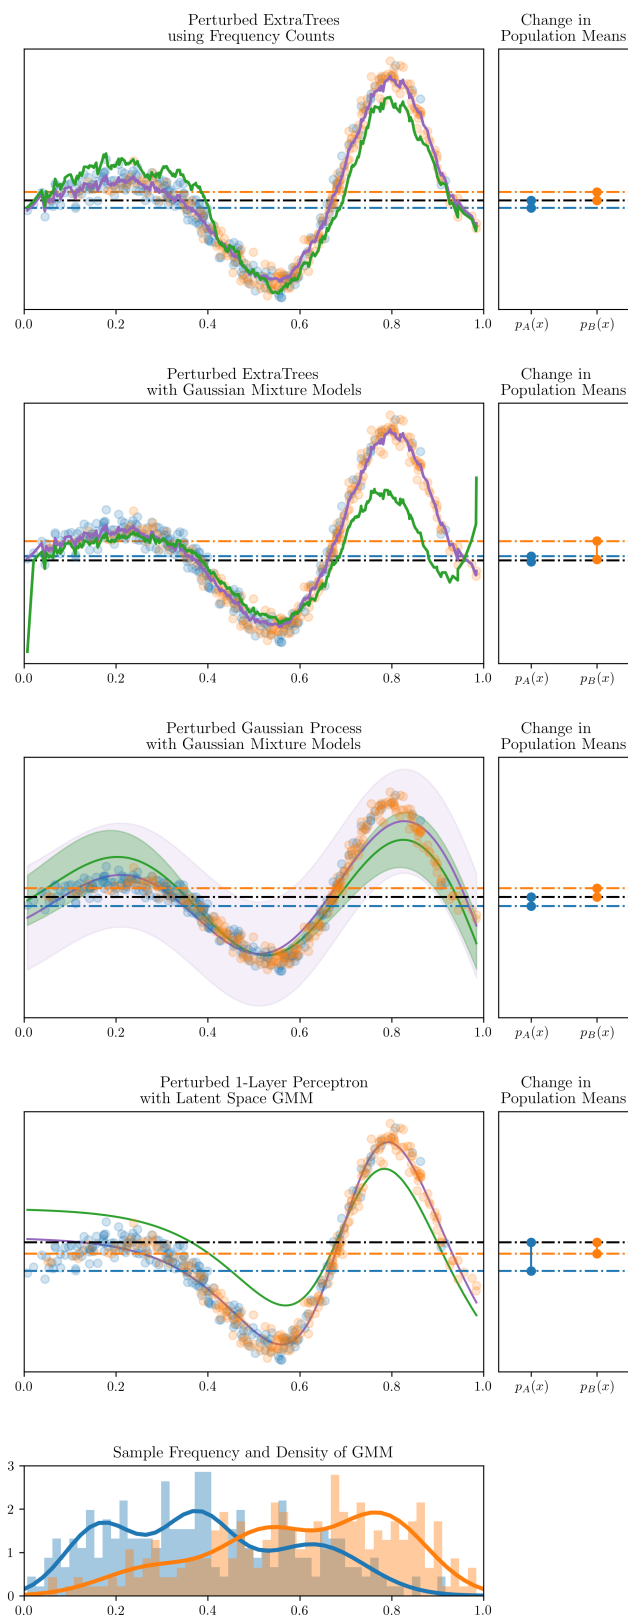 Perturbed ExtraTrees
using Frequency Counts
Change in
Population Means
0.0 0.2 0.4 0.6 0.8 1.0
p_A(x) p_B(x)
Perturbed ExtraTrees
with Gaussian Mixture Models
Change in
Population Means
0.0 0.2 0.4 0.6 0.8 1.0
p_A(x) p_B(x)
Perturbed Gaussian Process
with Gaussian Mixture Models
Change in
Population Means
0.0 0.2 0.4 0.6 0.8 1.0
p_A(x) p_B(x)
Perturbed 1-Layer Perceptron
with Latent Space GMM
Change in
Population Means
0.0 0.2 0.4 0.6 0.8 1.0
p_A(x) p_B(x)
Sample Frequency and Density of GMM
3
2
1
0
0.0 0.2 0.4 0.6 0.8 1.0